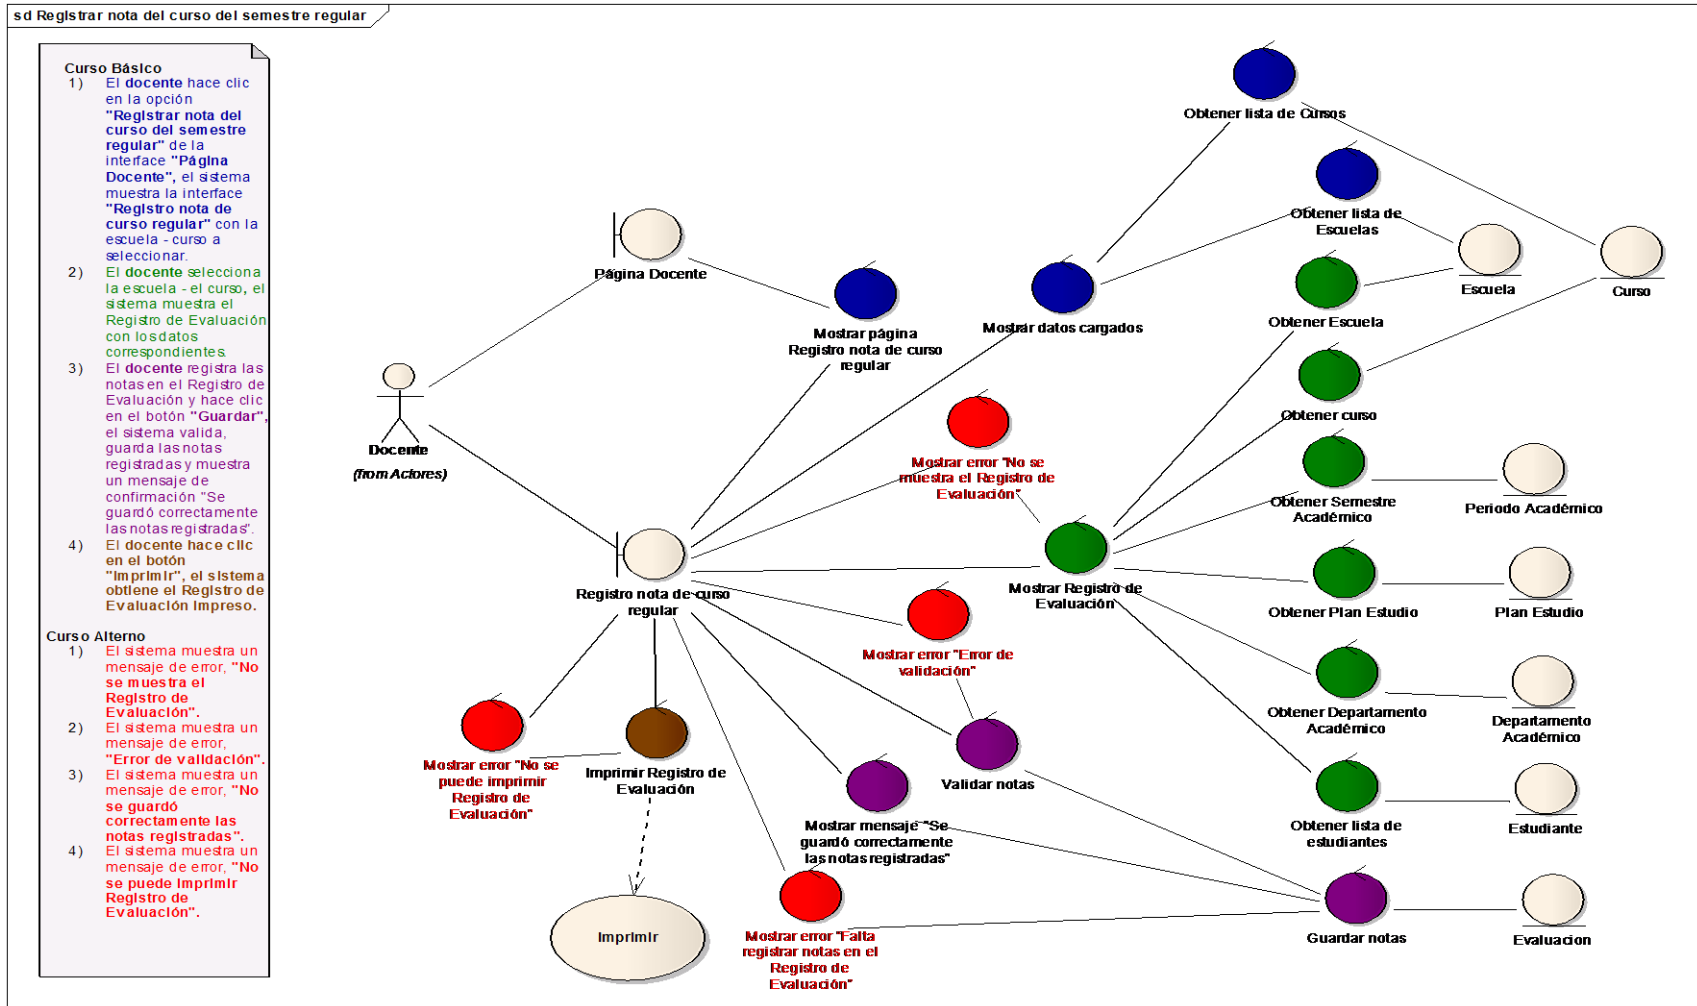 sd Registrar nota del curso del semestre regular
Curso Básico
1) El docente hace clic
en la opción
"Registrar nota del
curso del semestre
regular" de la
interface "Página
Docente", el sistema
muestra la interface
"Registro nota de
curso regular" con la
escuela - curso a
seleccionar.
2) El docente selecciona
la escuela - el curso, el
sistema muestra el
Registro de Evaluación
con los datos
correspondientes.
3) El docente registra las
notas en el Registro de
Evaluación y hace clic
en el botón "Guardar",
el sistema valida,
guarda las notas
registradas y muestra
un mensaje de
confirmación "Se
guardó correctamente
las notas registradas".
4) El docente hace clic
en el botón
"Imprimir", el sistema
obtiene el Registro de
Evaluación Impreso.
Curso Alterno
1) El sistema muestra un
mensaje de error, "No
se muestra el
Registro de
Evaluación".
2) El sistema muestra un
mensaje de error,
"Error de validación".
3) El sistema muestra un
mensaje de error, "No
se guardó
correctamente las
notas registradas".
4) El sistema muestra un
mensaje de error, "No
se puede imprimir
Registro de
Evaluación".
Docente
(from Actores)
Página Docente
Mostrar página
Registro nota de curso
regular
Mostrar datos cargados
Obtener lista de Cursos
Obtener lista de
Escuelas
Escuela
Curso
Obtener Escuela
Obtener curso
Mostrar error "No se
muestra el Registro de
Evaluación"
Obtener Semestre
Académico
Periodo Académico
Registro nota de curso
regular
Mostrar Registro de
Evaluación
Obtener Plan Estudio
Plan Estudio
Mostrar error "Error de
validación"
Obtener Departamento
Académico
Departamento
Académico
Mostrar error "No se
puede imprimir
Registro de
Evaluación"
Imprimir Registro de
Evaluación
Validar notas
Mostrar mensaje "Se
guardó correctamente
las notas registradas"
Obtener lista de
estudiantes
Estudiante
Imprimir
Mostrar error "Falta
registrar notas en el
Registro de
Evaluación"
Guardar notas
Evaluacion